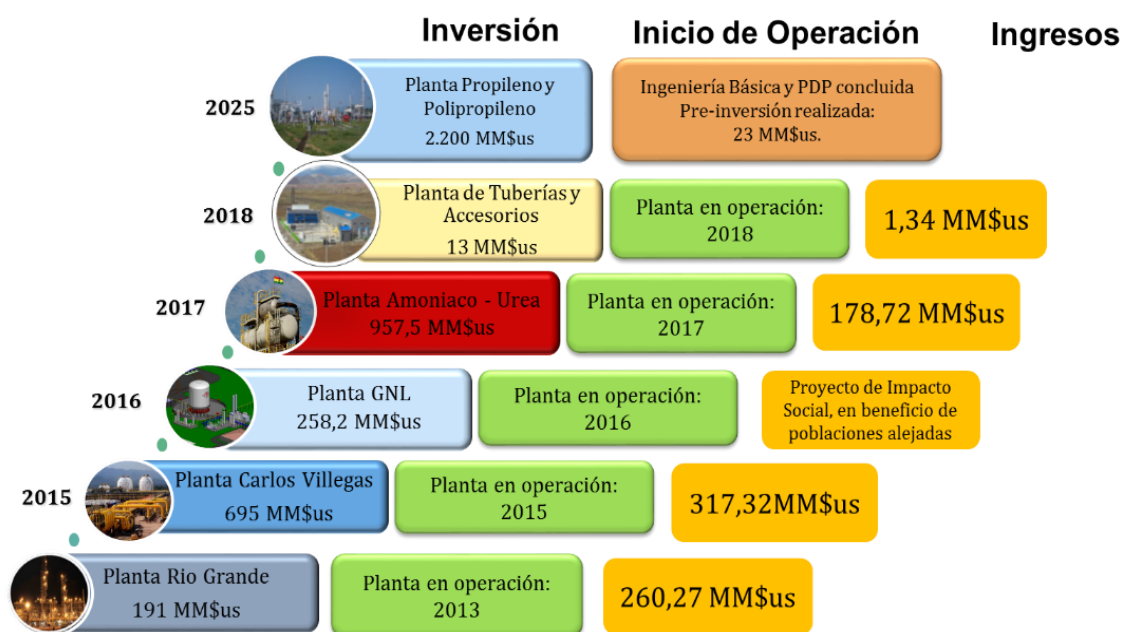 Inversión
Inicio de Operación
Ingresos
2025
Planta Propileno y
Polipropileno
2.200 MM$us
Ingeniería Básica y PDP concluida
Pre-inversión realizada:
23 MM$us.
2018
Planta de Tuberías y
Accesorios
13 MM$us
Planta en operación:
2018
1,34 MM$us
2017
Planta Amoniaco - Urea
957,5 MM$us
Planta en operación:
2017
178,72 MM$us
2016
Planta GNL
258,2 MM$us
Planta en operación:
2016
Proyecto de Impacto
Social, en beneficio de
poblaciones alejadas
2015
Planta Carlos Villegas
695 MM$us
Planta en operación:
2015
317,32MM$us
Planta Rio Grande
191 MM$us
Planta en operación:
2013
260,27 MM$us